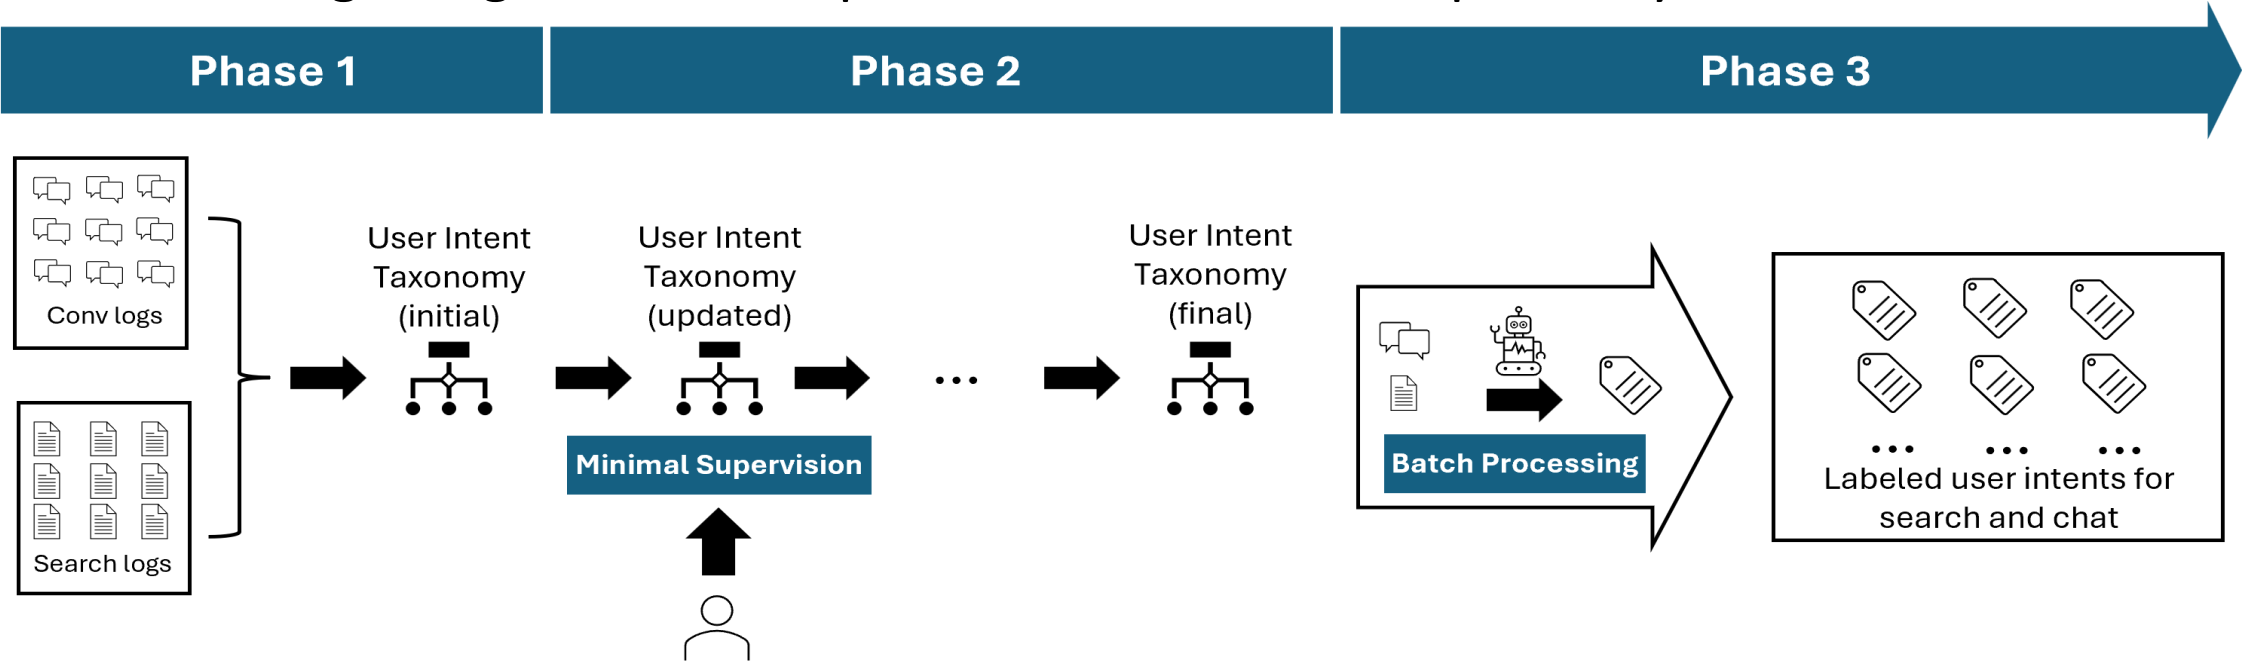 Phase 1
Phase 2
Phase 3
Conv logs
Search logs
User Intent
Taxonomy
(initial)
User Intent
Taxonomy
(updated)
...
User Intent
Taxonomy
(final)
Minimal Supervision
Batch Processing
... ... ...
Labeled user intents for
search and chat